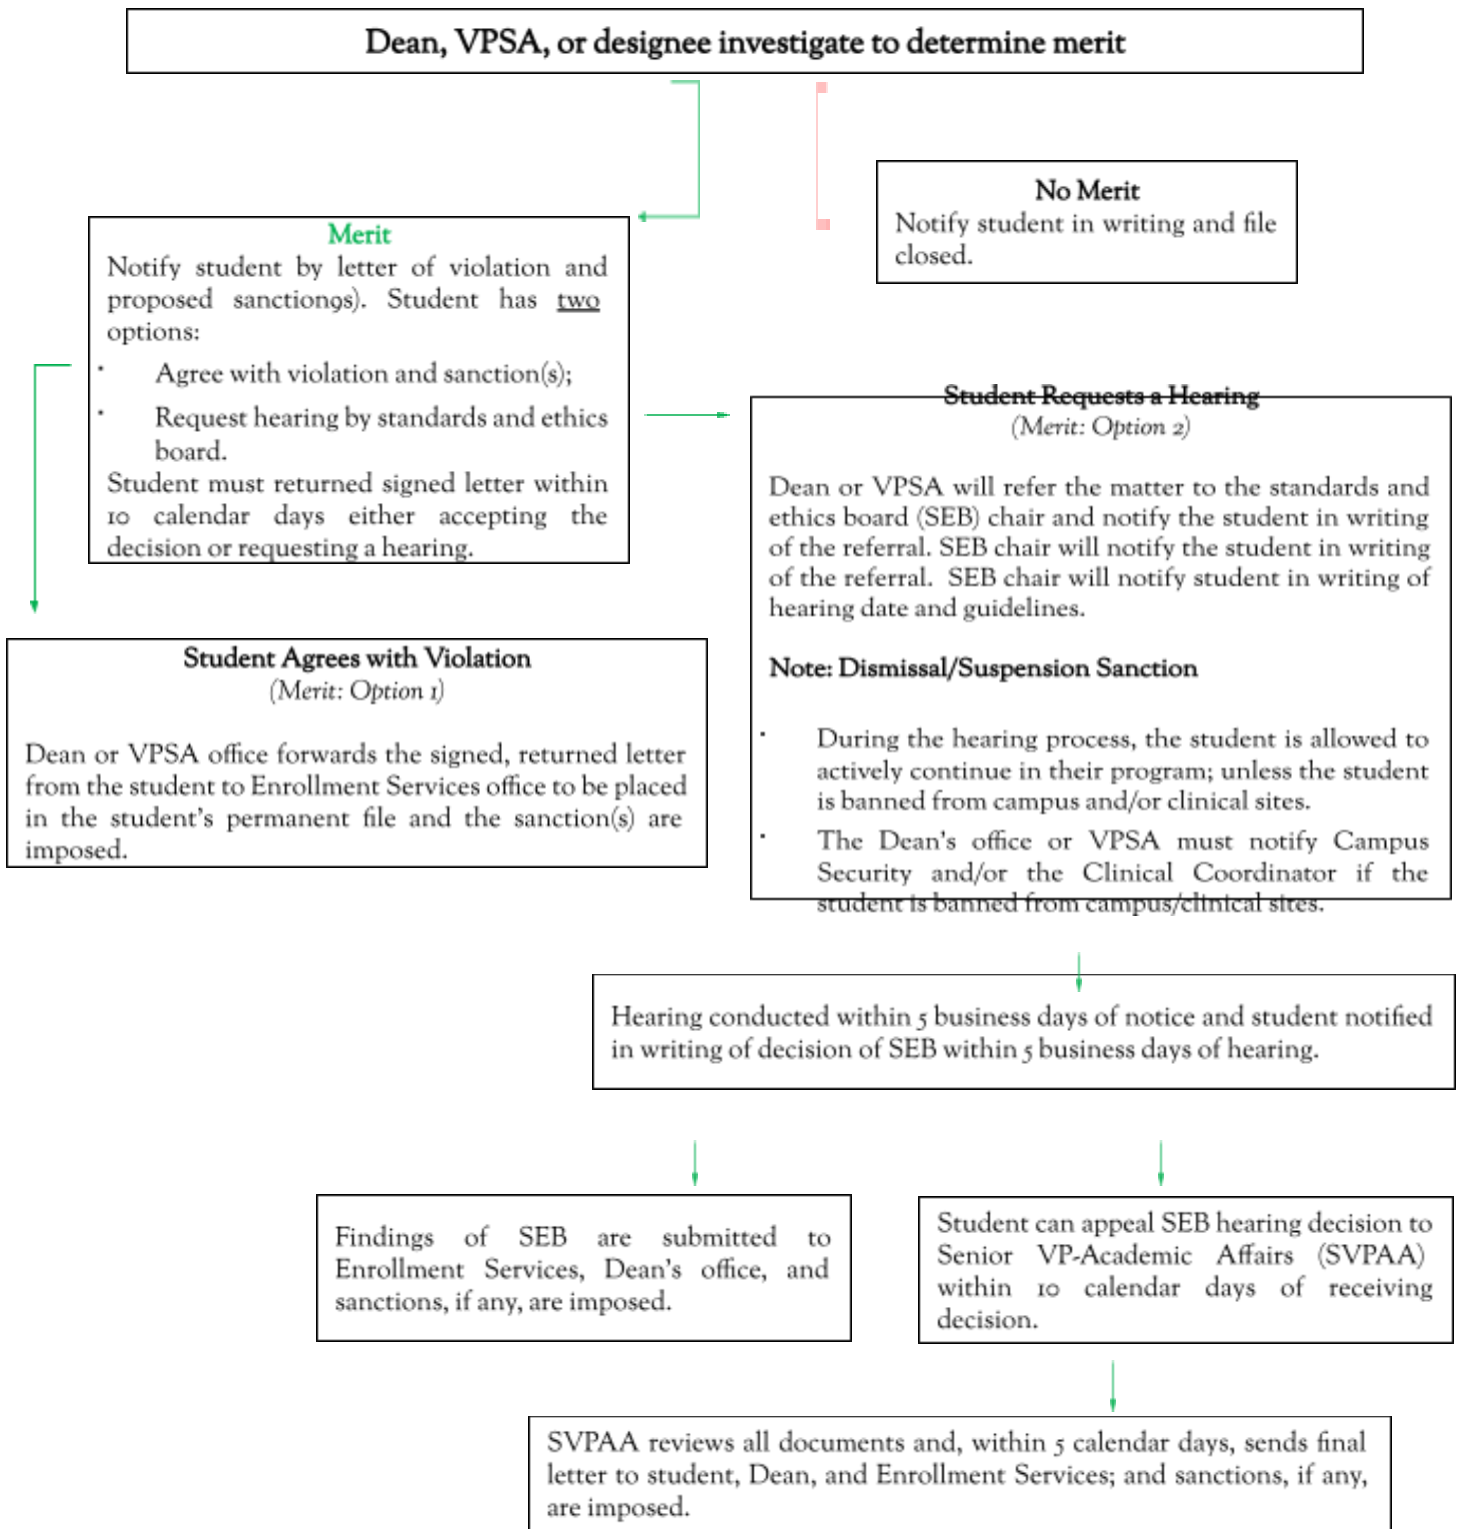 Dean, VPSA, or designee investigate to determine merit
No Merit
Notify student in writing and file
closed.
Merit
Notify student by letter of violation and
proposed sanction9s). Student has two
options:
· Agree with violation and sanction(s);
· Request hearing by standards and ethics
board.
Student must returned signed letter within
10 calendar days either accepting the
decision or requesting a hearing.
Student Requests a Hearing
(Merit: Option 2)
Dean or VPSA will refer the matter to the standards and
ethics board (SEB) chair and notify the student in writing
of the referral. SEB chair will notify the student in writing
of the referral. SEB chair will notify student in writing of
hearing date and guidelines.
Note: Dismissal/Suspension Sanction
· During the hearing process, the student is allowed to
actively continue in their program; unless the student
is banned from campus and/or clinical sites.
· The Dean's office or VPSA must notify Campus
Security and/or the Clinical Coordinator if the
student is banned from campus/clinical sites.
Student Agrees with Violation
(Merit: Option 1)
Dean or VPSA office forwards the signed, returned letter
from the student to Enrollment Services office to be placed
in the student's permanent file and the sanction(s) are
imposed.
Hearing conducted within 5 business days of notice and student notified
in writing of decision of SEB within 5 business days of hearing.
Findings of SEB are submitted to
Enrollment Services, Dean's office, and
sanctions, if any, are imposed.
Student can appeal SEB hearing decision to
Senior VP-Academic Affairs (SVPAA)
within 10 calendar days of receiving
decision.
SVPAA reviews all documents and, within 5 calendar days, sends final
letter to student, Dean, and Enrollment Services; and sanctions, if any,
are imposed.